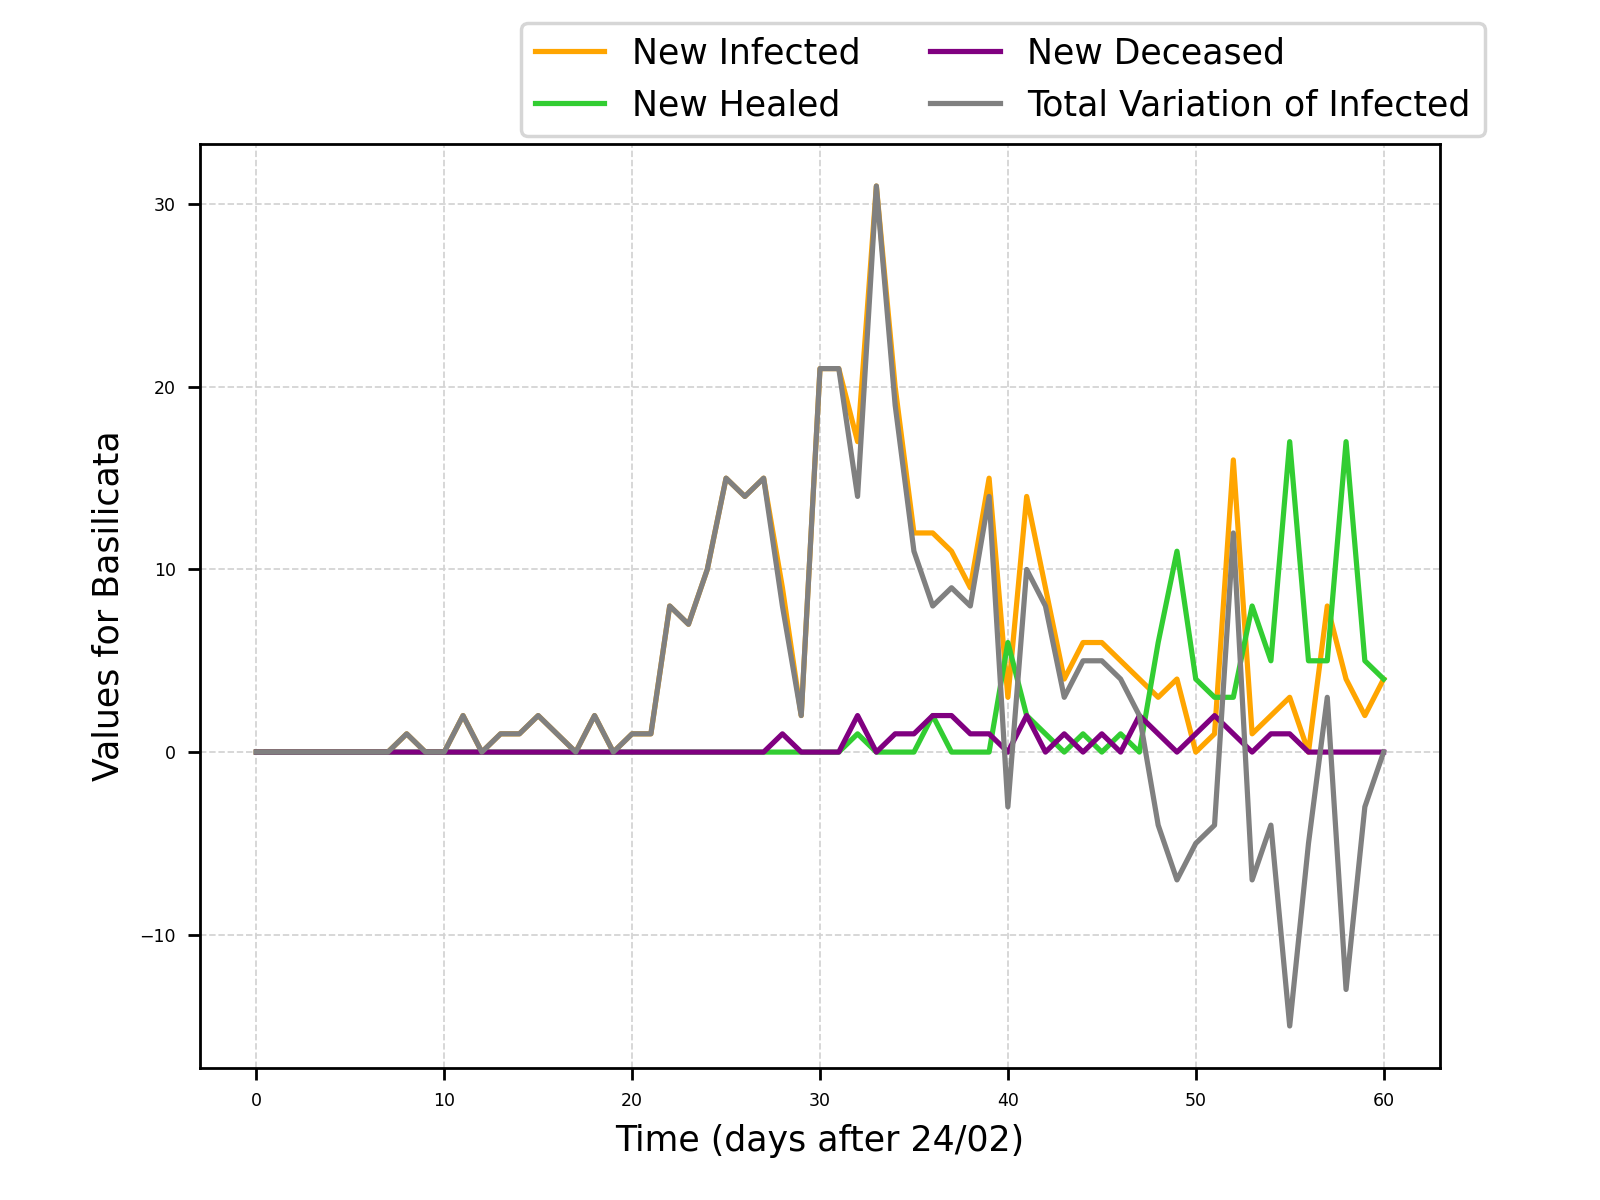 New Infected
New Healed
New Deceased
Total Variation of Infected
30
20
10
0
−10
Values for Basilicata
0 10 20 30 40 50 60
Time (days after 24/02)